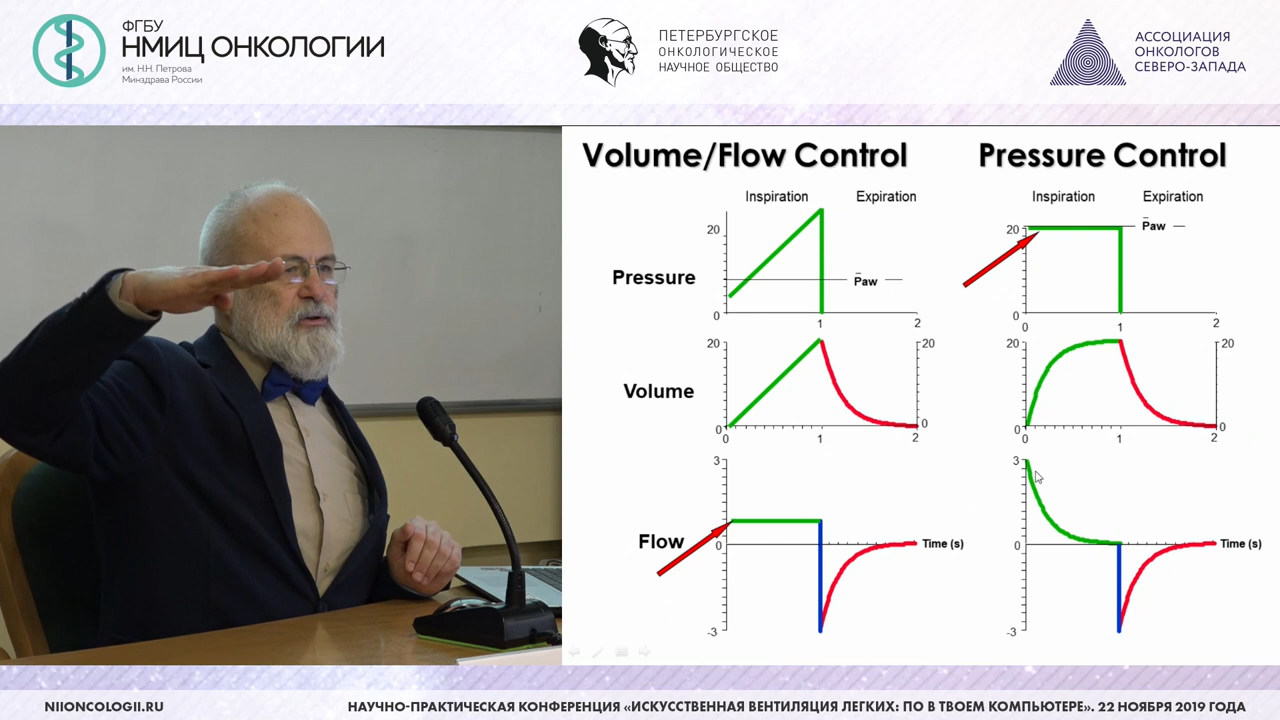 ФГБУ
НМИЦ ОНКОЛОГИИ
им. Н.Н. Петрова
Минздрава России
ПЕТЕРБУРГСКОЕ
ОНКОЛОГИЧЕСКОЕ
НАУЧНОЕ ОБЩЕСТВО
АССОЦИАЦИЯ
ОНКОЛОГОВ
СЕВЕРО-ЗАПАДА
Volume/Flow Control
Inspiration Expiration
20
Pressure
Paw
0
1 2
20 20
Volume
0 0
0 1 2
3
Flow
0
Time (s)
-3
Pressure Control
Inspiration Expiration
20
Paw
0
0 1 2
20 20
0 0
0 1 2
3
0
Time (s)
-3
NIIONCOLOGII.RU
НАУЧНО-ПРАКТИЧЕСКАЯ КОНФЕРЕНЦИЯ «ИСКУССТВЕННАЯ ВЕНТИЛЯЦИЯ ЛЕГКИХ: ПО В ТВОЕМ КОМПЬЮТЕРЕ». 22 НОЯБРЯ 2019 ГОДА